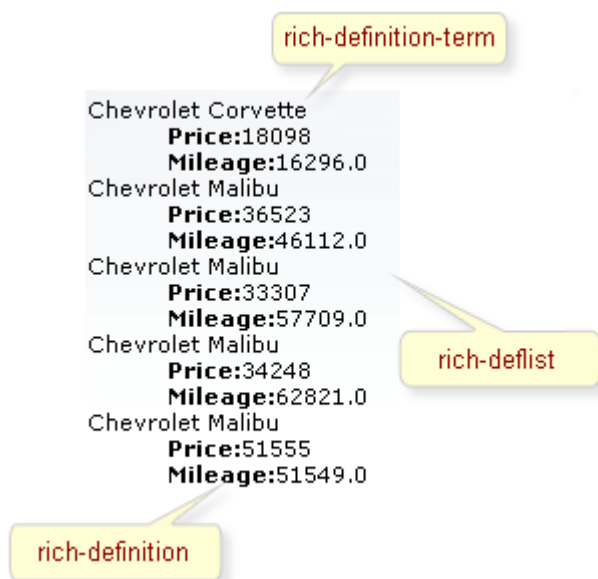 rich-definition-term
Chevrolet Corvette
Price:18098
Mileage:16296.0
Chevrolet Malibu
Price:36523
Mileage:46112.0
Chevrolet Malibu
Price:33307
Mileage:57709.0
Chevrolet Malibu
Price:34248
Mileage:62821.0
rich-deflist
Chevrolet Malibu
Price:51555
Mileage:51549.0
rich-definition